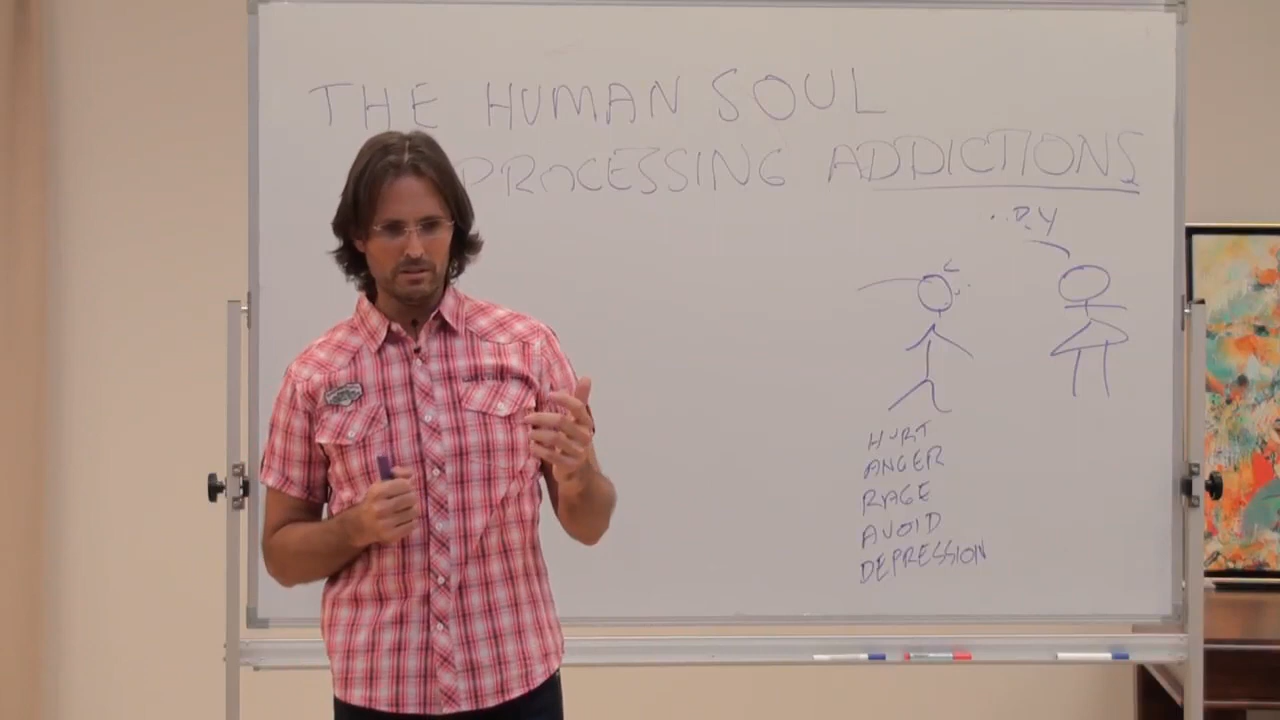 THE HUMAN SOUL
PROCESSING ADDICTIONS
HURT
ANGER
RAGE
AVOID
DEPRESSION